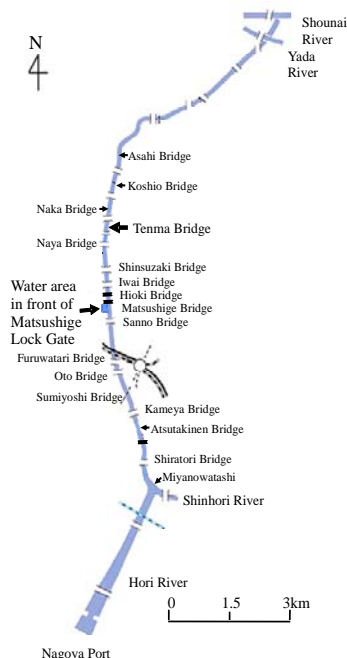 Shounai
River
Yada
River
N
Asahi Bridge
Koshio Bridge
Naka Bridge
Tenma Bridge
Naya Bridge
Shinsuzaki Bridge
Iwai Bridge
Hioki Bridge
Water area
in front of
Matsushige
Lock Gate
Matsushige Bridge
Sanno Bridge
Furuwatari Bridge
Oto Bridge
Sumiyoshi Bridge
Kameya Bridge
Atsutakinen Bridge
Shiratori Bridge
Miyanowatashi
Shinhori River
Hori River
0 1.5 3km
Nagoya Port